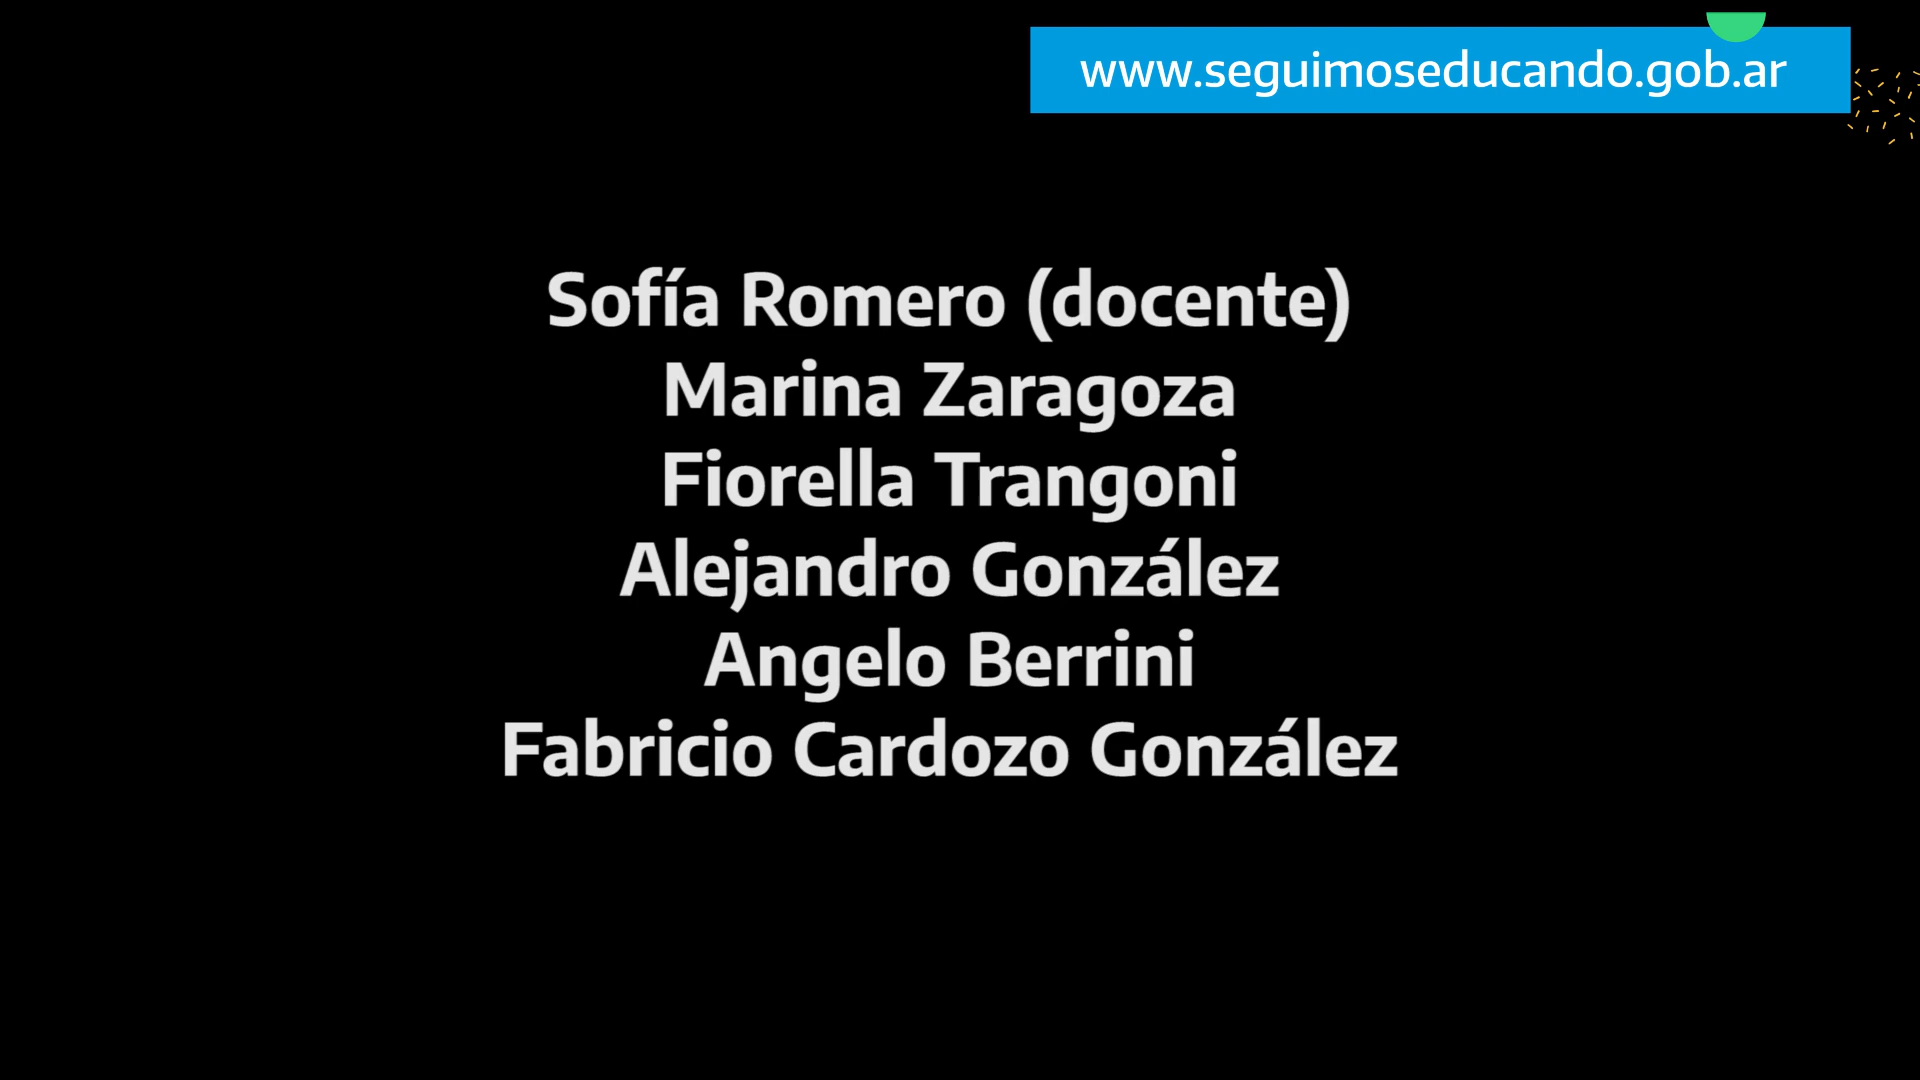 www.seguimoseducando.gob.ar
Sofía Romero (docente)
Marina Zaragoza
Fiorella Trangoni
Alejandro González
Angelo Berrini
Fabricio Cardozo González